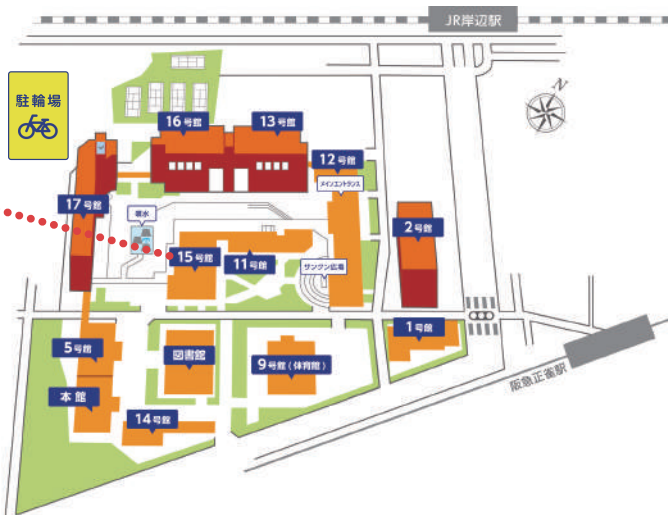 JR岸辺駅
駐輪場
N
16号館
13号館
12号館
メインエントランス
17号館
噴水
2号館
15号館
11号館
サンクン広場
1号館
5号館
図書館
9号館(体育館)
阪急正雀駅
本館
14号館